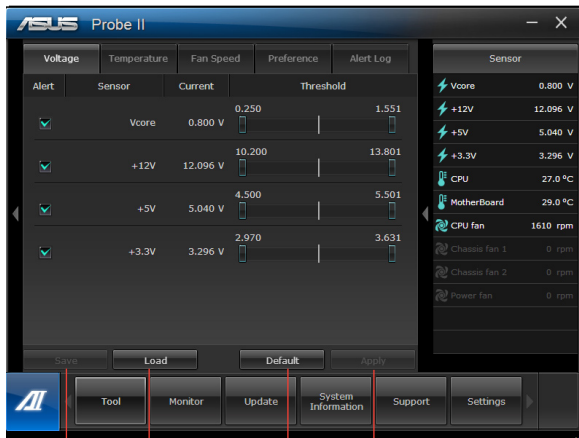 ASUS Probe II
Voltage Temperature Fan Speed Preference Alert Log
Alert Sensor Current Threshold
Vcore 0.800 V 0.250 1.551
+12V 12.096 V 10.200 13.801
+5V 5.040 V 4.500 5.501
+3.3V 3.296 V 2.970 3.631
Save Load Default Apply
Sensor
Vcore 0.800 V
+12V 12.096 V
+5V 5.040 V
+3.3V 3.296 V
CPU 27.0 ºC
MotherBoard 29.0 ºC
CPU fan 1610 rpm
Chassis fan 1 0 rpm
Chassis fan 2 0 rpm
Power fan 0 rpm
AI
Tool Monitor Update System Information Support Settings